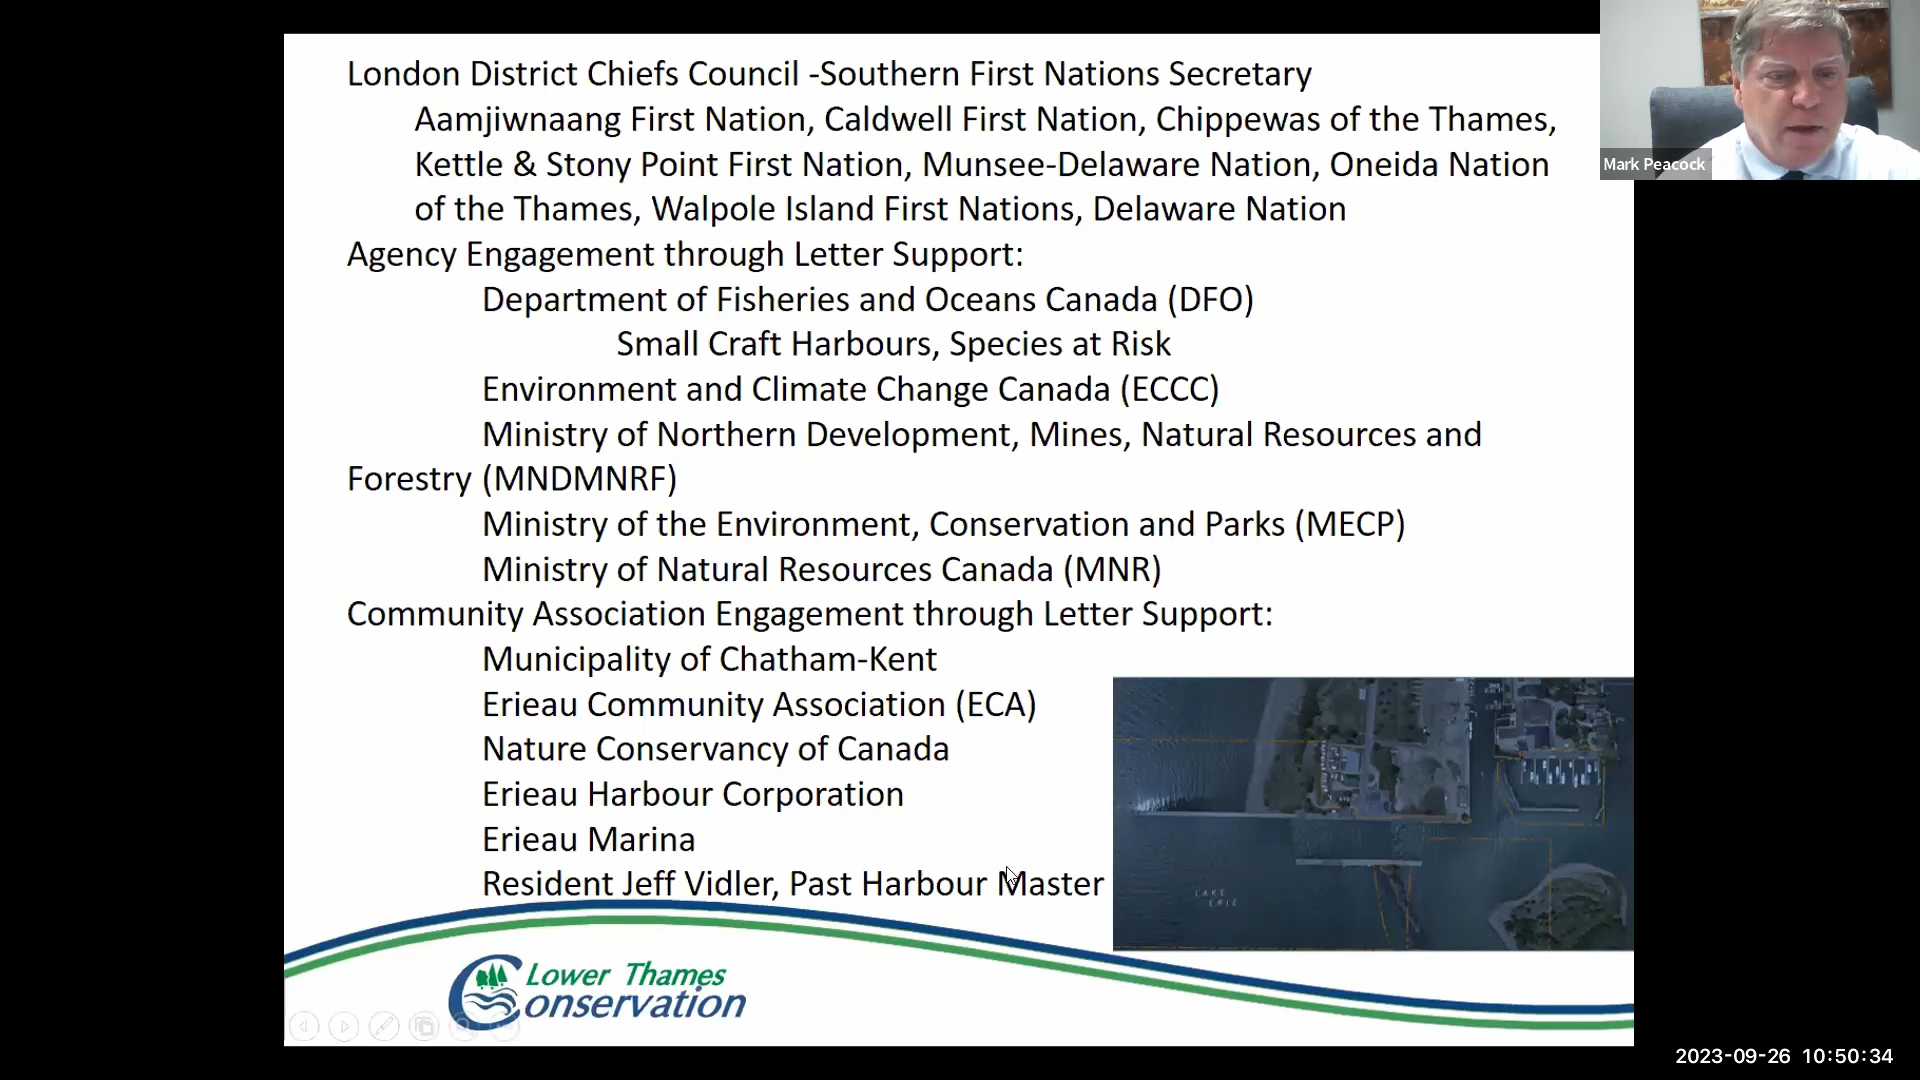 London District Chiefs Council -Southern First Nations Secretary
Aamjiwnaang First Nation, Caldwell First Nation, Chippewas of the Thames,
Kettle & Stony Point First Nation, Munsee-Delaware Nation, Oneida Nation
of the Thames, Walpole Island First Nations, Delaware Nation
Agency Engagement through Letter Support:
Department of Fisheries and Oceans Canada (DFO)
Small Craft Harbours, Species at Risk
Environment and Climate Change Canada (ECCC)
Ministry of Northern Development, Mines, Natural Resources and
Forestry (MNDMNRF)
Ministry of the Environment, Conservation and Parks (MECP)
Ministry of Natural Resources Canada (MNR)
Community Association Engagement through Letter Support:
Municipality of Chatham-Kent
Erieau Community Association (ECA)
Nature Conservancy of Canada
Erieau Harbour Corporation
Erieau Marina
Resident Jeff Vidler, Past Harbour Master
LAKE
ERIE
Lower Thames
Conservation
Mark Peacock
2023-09-26 10:50:34